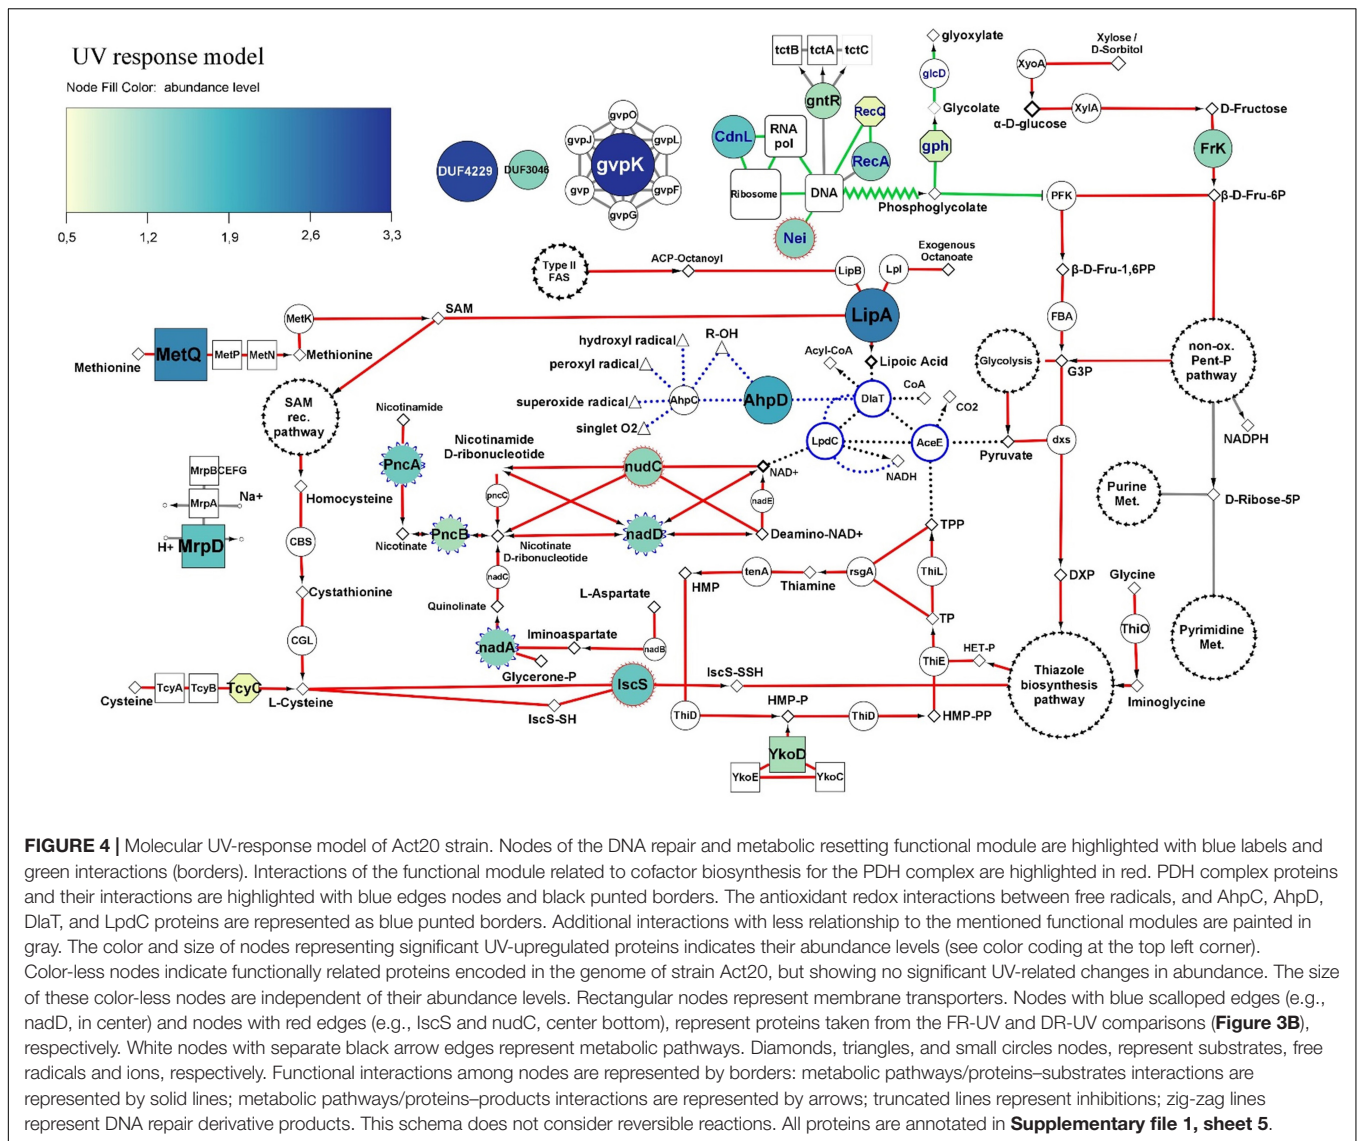 UV response model
Node Fill Color: abundance level
0,5
1,2
1,9
2,6
3,3
DUF4229
DUF3046
gvpO
gvpJ
gvpL
gvpK
gvp
gvpF
gvpG
tctB
tctA
tctC
gntR
RecQ
CdnL
RNA
pol
RecA
Ribosome
DNA
Nei
glyoxylate
glcD
Glycolate
gph
Phosphoglycolate
Xylose /
D-Sorbitol
XyoA
α-D-glucose
XylA
D-Fructose
FrK
PFK
β-D-Fru-6P
β-D-Fru-1,6PP
FBA
Type II
FAS
ACP-Octanoyl
LipB
LpI
Exogenous
Octanoate
LipA
Lipoic Acid
SAM
MetK
Methionine
MetQ
MetP
MetN
Methionine
SAM
rec.
pathway
hydroxyl radical
R-OH
peroxyl radical
superoxide radical
singlet O2
AhpC
AhpD
Acyl-CoA
DlaT
CoA
CO2
LpdC
AceE
NADH
NAD+
Glycolysis
G3P
non-ox.
Pent-P
pathway
Pyruvate
dxs
NADPH
Purine
Met.
D-Ribose-5P
Nicotinamide
PncA
Nicotinamide
D-ribonucleotide
nudC
pncC
nadE
Nicotinate
PncB
Nicotinate
D-ribonucleotide
nadD
Deamino-NAD+
MrpBCEFG
MrpA
Na+
H+
MrpD
Homocysteine
CBS
Cystathionine
CGL
nadC
Quinolinate
L-Aspartate
Iminoaspartate
nadA
nadB
Glycerone-P
TPP
HMP
tenA
Thiamine
rsgA
ThiL
TP
DXP
Glycine
ThiO
Pyrimidine
Met.
ThiE
HET-P
Thiazole
biosynthesis
pathway
Iminoglycine
Cysteine
TcyA
TcyB
TcyC
L-Cysteine
IscS
IscS-SSH
IscS-SH
ThiD
HMP-P
ThiD
HMP-PP
YkoD
YkoE
YkoC
FIGURE 4 | Molecular UV-response model of Act20 strain. Nodes of the DNA repair and metabolic resetting functional module are highlighted with blue labels and
green interactions (borders). Interactions of the functional module related to cofactor biosynthesis for the PDH complex are highlighted in red. PDH complex proteins
and their interactions are highlighted with blue edges nodes and black punted borders. The antioxidant redox interactions between free radicals, and AhpC, AhpD,
DlaT, and LpdC proteins are represented as blue punted borders. Additional interactions with less relationship to the mentioned functional modules are painted in
gray. The color and size of nodes representing significant UV-upregulated proteins indicates their abundance levels (see color coding at the top left corner).
Color-less nodes indicate functionally related proteins encoded in the genome of strain Act20, but showing no significant UV-related changes in abundance. The size
of these color-less nodes are independent of their abundance levels. Rectangular nodes represent membrane transporters. Nodes with blue scalloped edges (e.g.,
nadD, in center) and nodes with red edges (e.g., IscS and nudC, center bottom), represent proteins taken from the FR-UV and DR-UV comparisons (Figure 3B),
respectively. White nodes with separate black arrow edges represent metabolic pathways. Diamonds, triangles, and small circles nodes, represent substrates, free
radicals and ions, respectively. Functional interactions among nodes are represented by borders: metabolic pathways/proteins–substrates interactions are
represented by solid lines; metabolic pathways/proteins–products interactions are represented by arrows; truncated lines represent inhibitions; zig-zag lines
represent DNA repair derivative products. This schema does not consider reversible reactions. All proteins are annotated in Supplementary file 1, sheet 5.